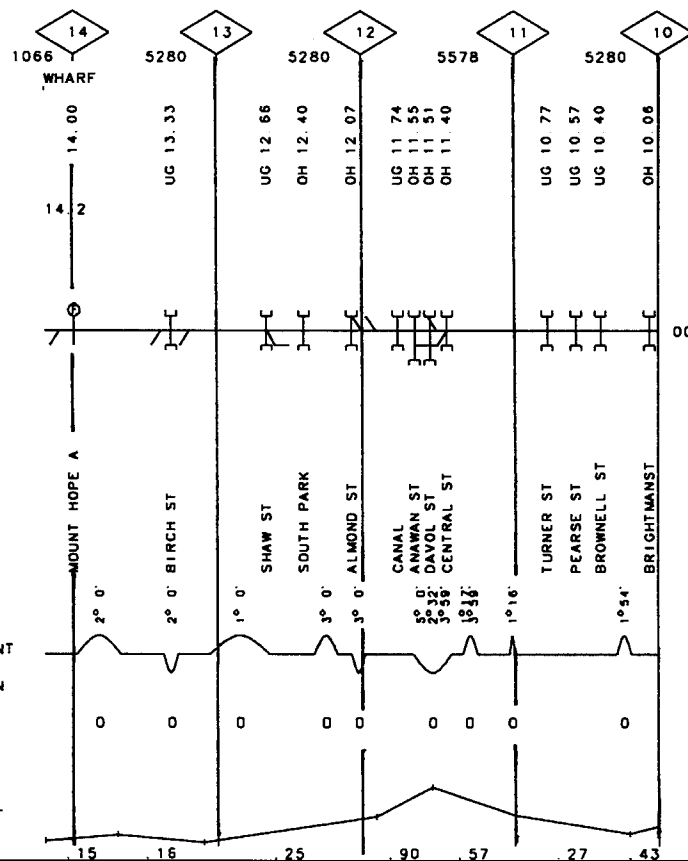 14 13 12 11 10
1066 5280 5280 5578 5280
WHARF
14.00
UG 13.33
UG 12.66
OH 12.40
OH 12.07
UG 11 74
OH 11.55
OH 11 51
OH 11.40
UG 10.77
UG 10.57
UG 10.40
OH 10.06
14.2
F
OO
MOUNT HOPE A
BIRCH ST
SHAW ST
SOUTH PARK
ALMOND ST
CANAL
ANAWAN ST
DAVOL ST
CENTRAL ST
TURNER ST
PEARSE ST
BROWNELL ST
BRIGHTMANST
2° 0'
2° 0'
1° 0'
3° 0'
3° 0'
5° 0'
2° 32'
3° 59'
1° 17'
3° 59'
1° 16'
1° 54'
NT
N
0 0 0 0 0 0 0 0 0
.15 .16 .25 .90 .57 .27 .43